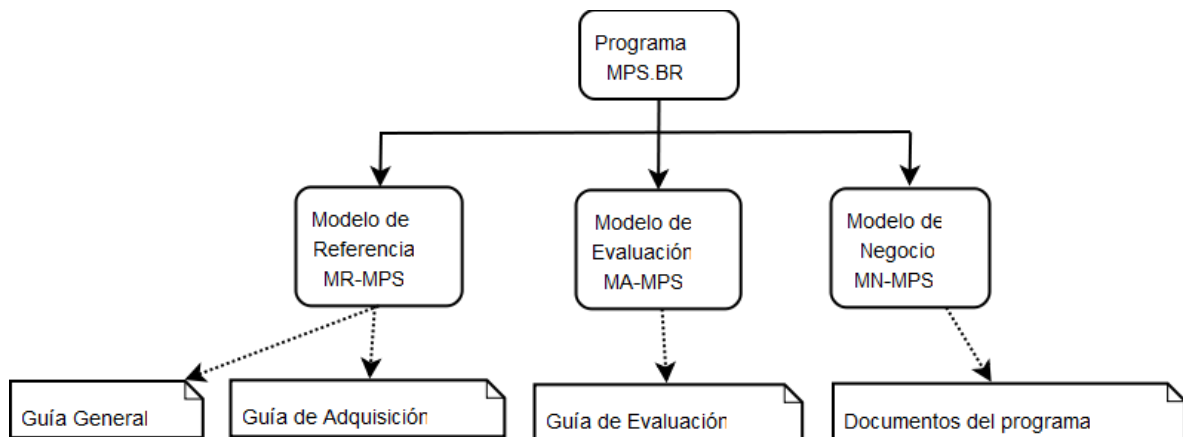 Programa
MPS.BR
Modelo de
Referencia
MR-MPS
Modelo de
Evaluación
MA-MPS
Modelo de
Negocio
MN-MPS
Guía General
Guía de Adquisición
Guía de Evaluación
Documentos del programa